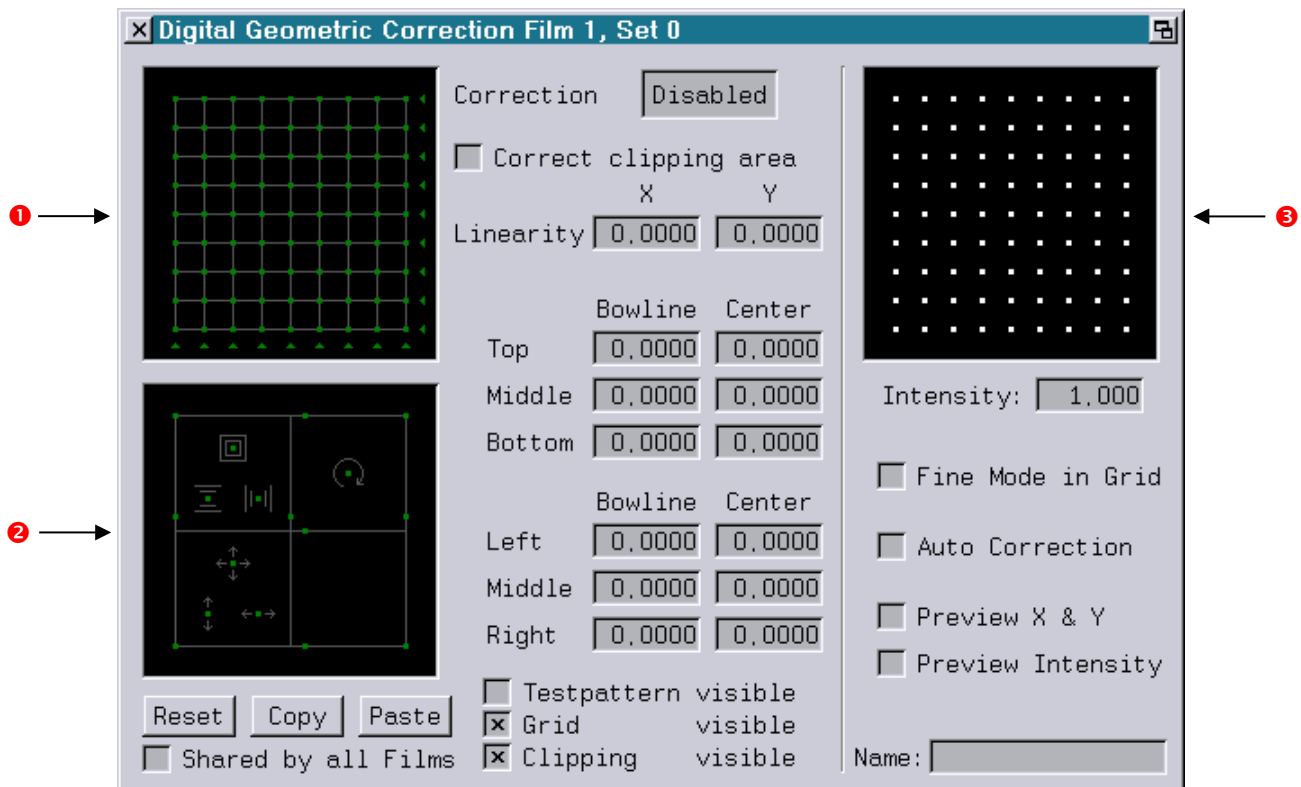 Digital Geometric Correction Film 1, Set 0
Correction Disabled
Correct clipping area
X Y
Linearity 0,0000 0,0000
Bowline Center
Top 0,0000 0,0000
Middle 0,0000 0,0000
Bottom 0,0000 0,0000
Bowline Center
Left 0,0000 0,0000
Middle 0,0000 0,0000
Right 0,0000 0,0000
Testpattern visible
Grid visible
Clipping visible
Reset Copy Paste
Shared by all Films
Intensity: 1,000
Fine Mode in Grid
Auto Correction
Preview X & Y
Preview Intensity
Name:
❶
❷
❸